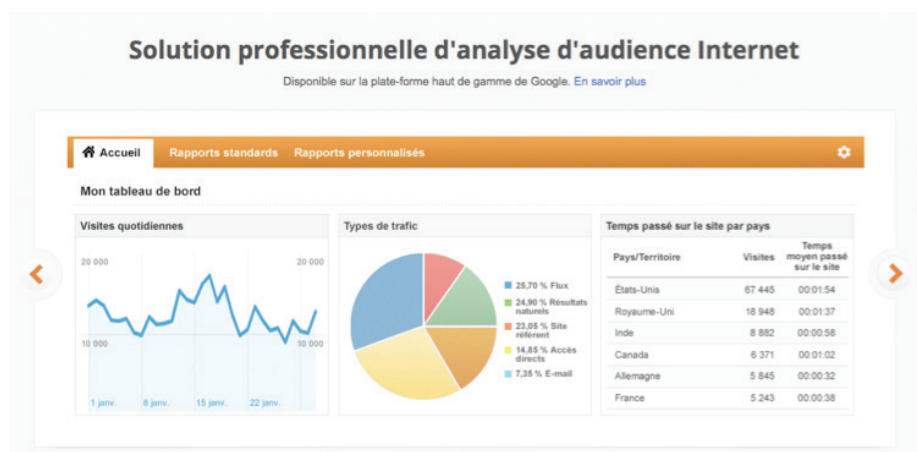 Solution professionnelle d'analyse d'audience Internet
Disponible sur la plate-forme haut de gamme de Google. En savoir plus
Accueil Rapports standards Rapports personnalisés
Mon tableau de bord
Visites quotidiennes
20 000 20 000
10 000 10 000
1 janv. 8 janv. 15 janv. 22 janv.
Types de trafic
25,70 % Flux
24,90 % Résultats
naturels
23,05 % Site
référent
14,85 % Accès
directs
7,35 % E-mail
Temps passé sur le site par pays
Pays/Territoire Visites Temps
moyen passé
sur le site
États-Unis 67 445 00:01:54
Royaume-Uni 18 948 00:01:37
Inde 8 882 00:00:58
Canada 6 371 00:01:02
Allemagne 5 845 00:00:32
France 5 243 00:00:38